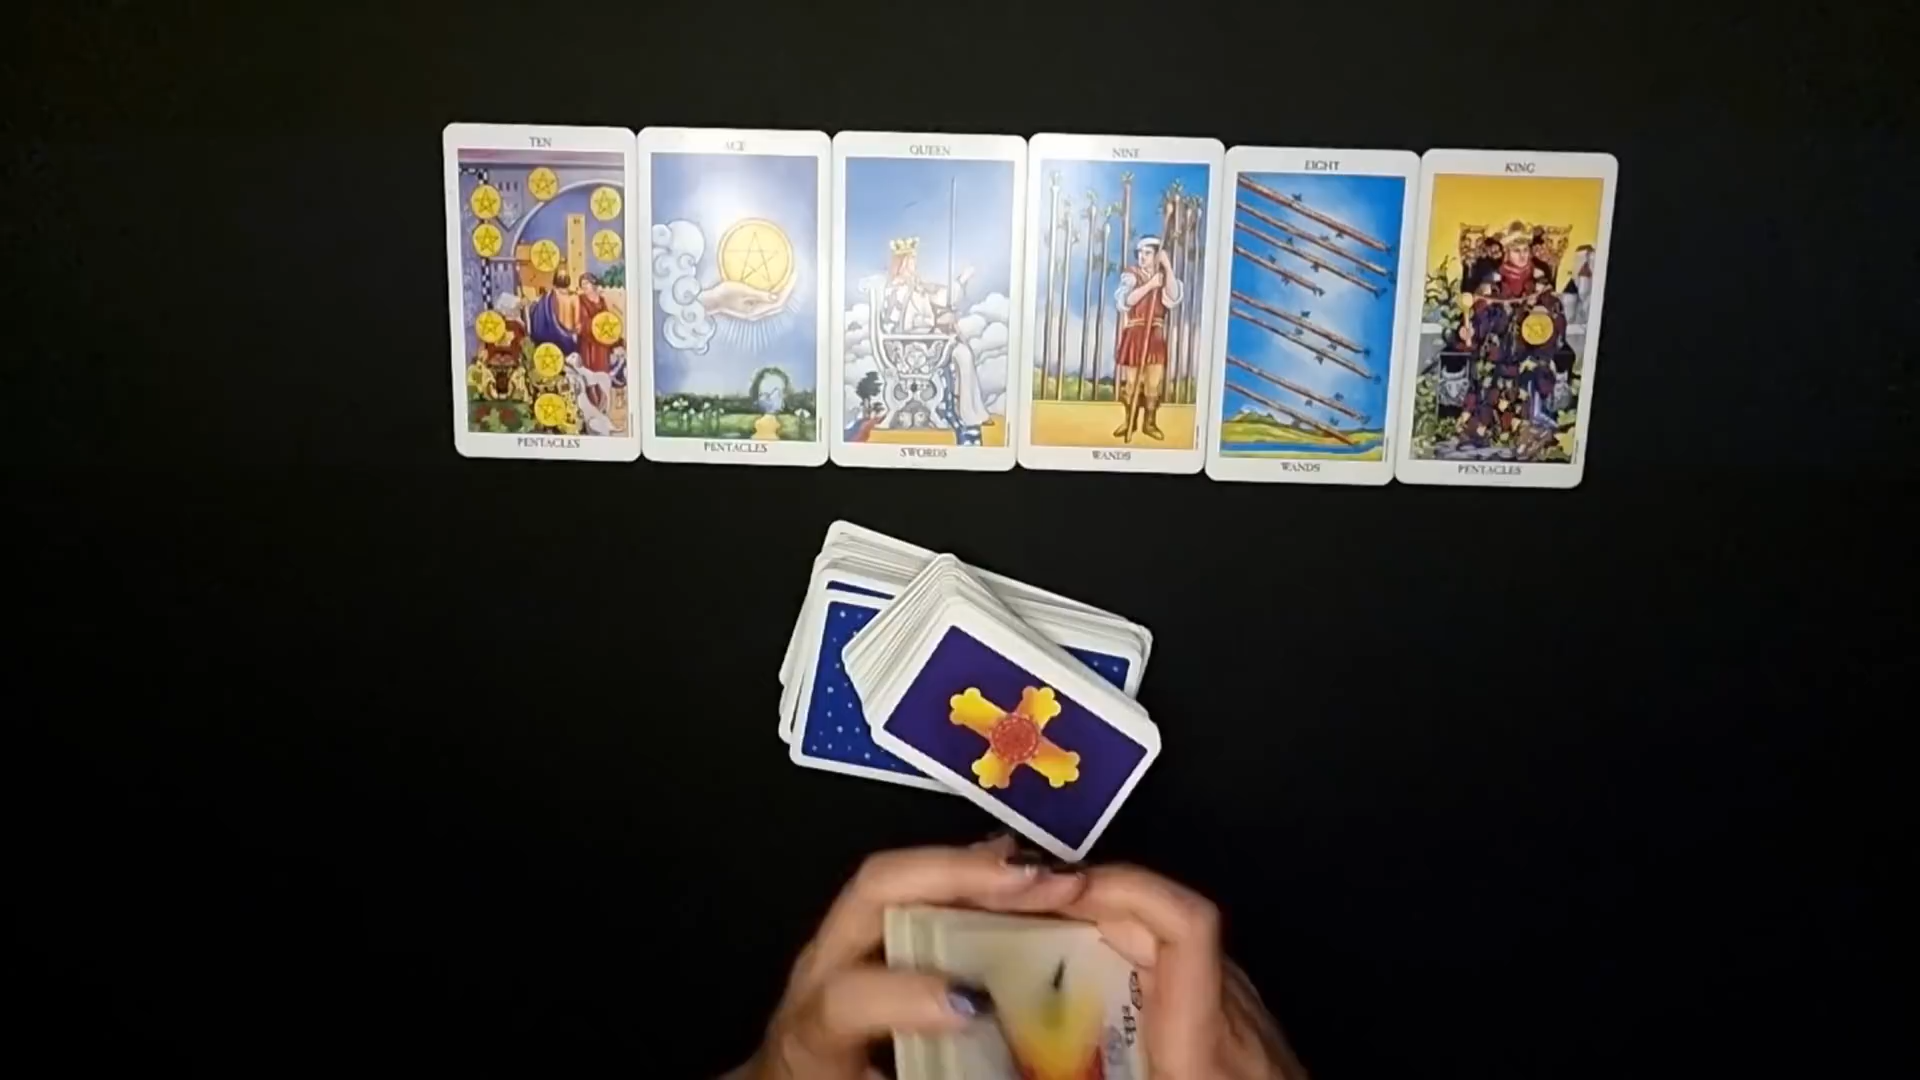 TEN
PENTACLES
ACE
PENTACLES
QUEEN
SWORDS
NINE
WANDS
EIGHT
WANDS
KING
PENTACLES